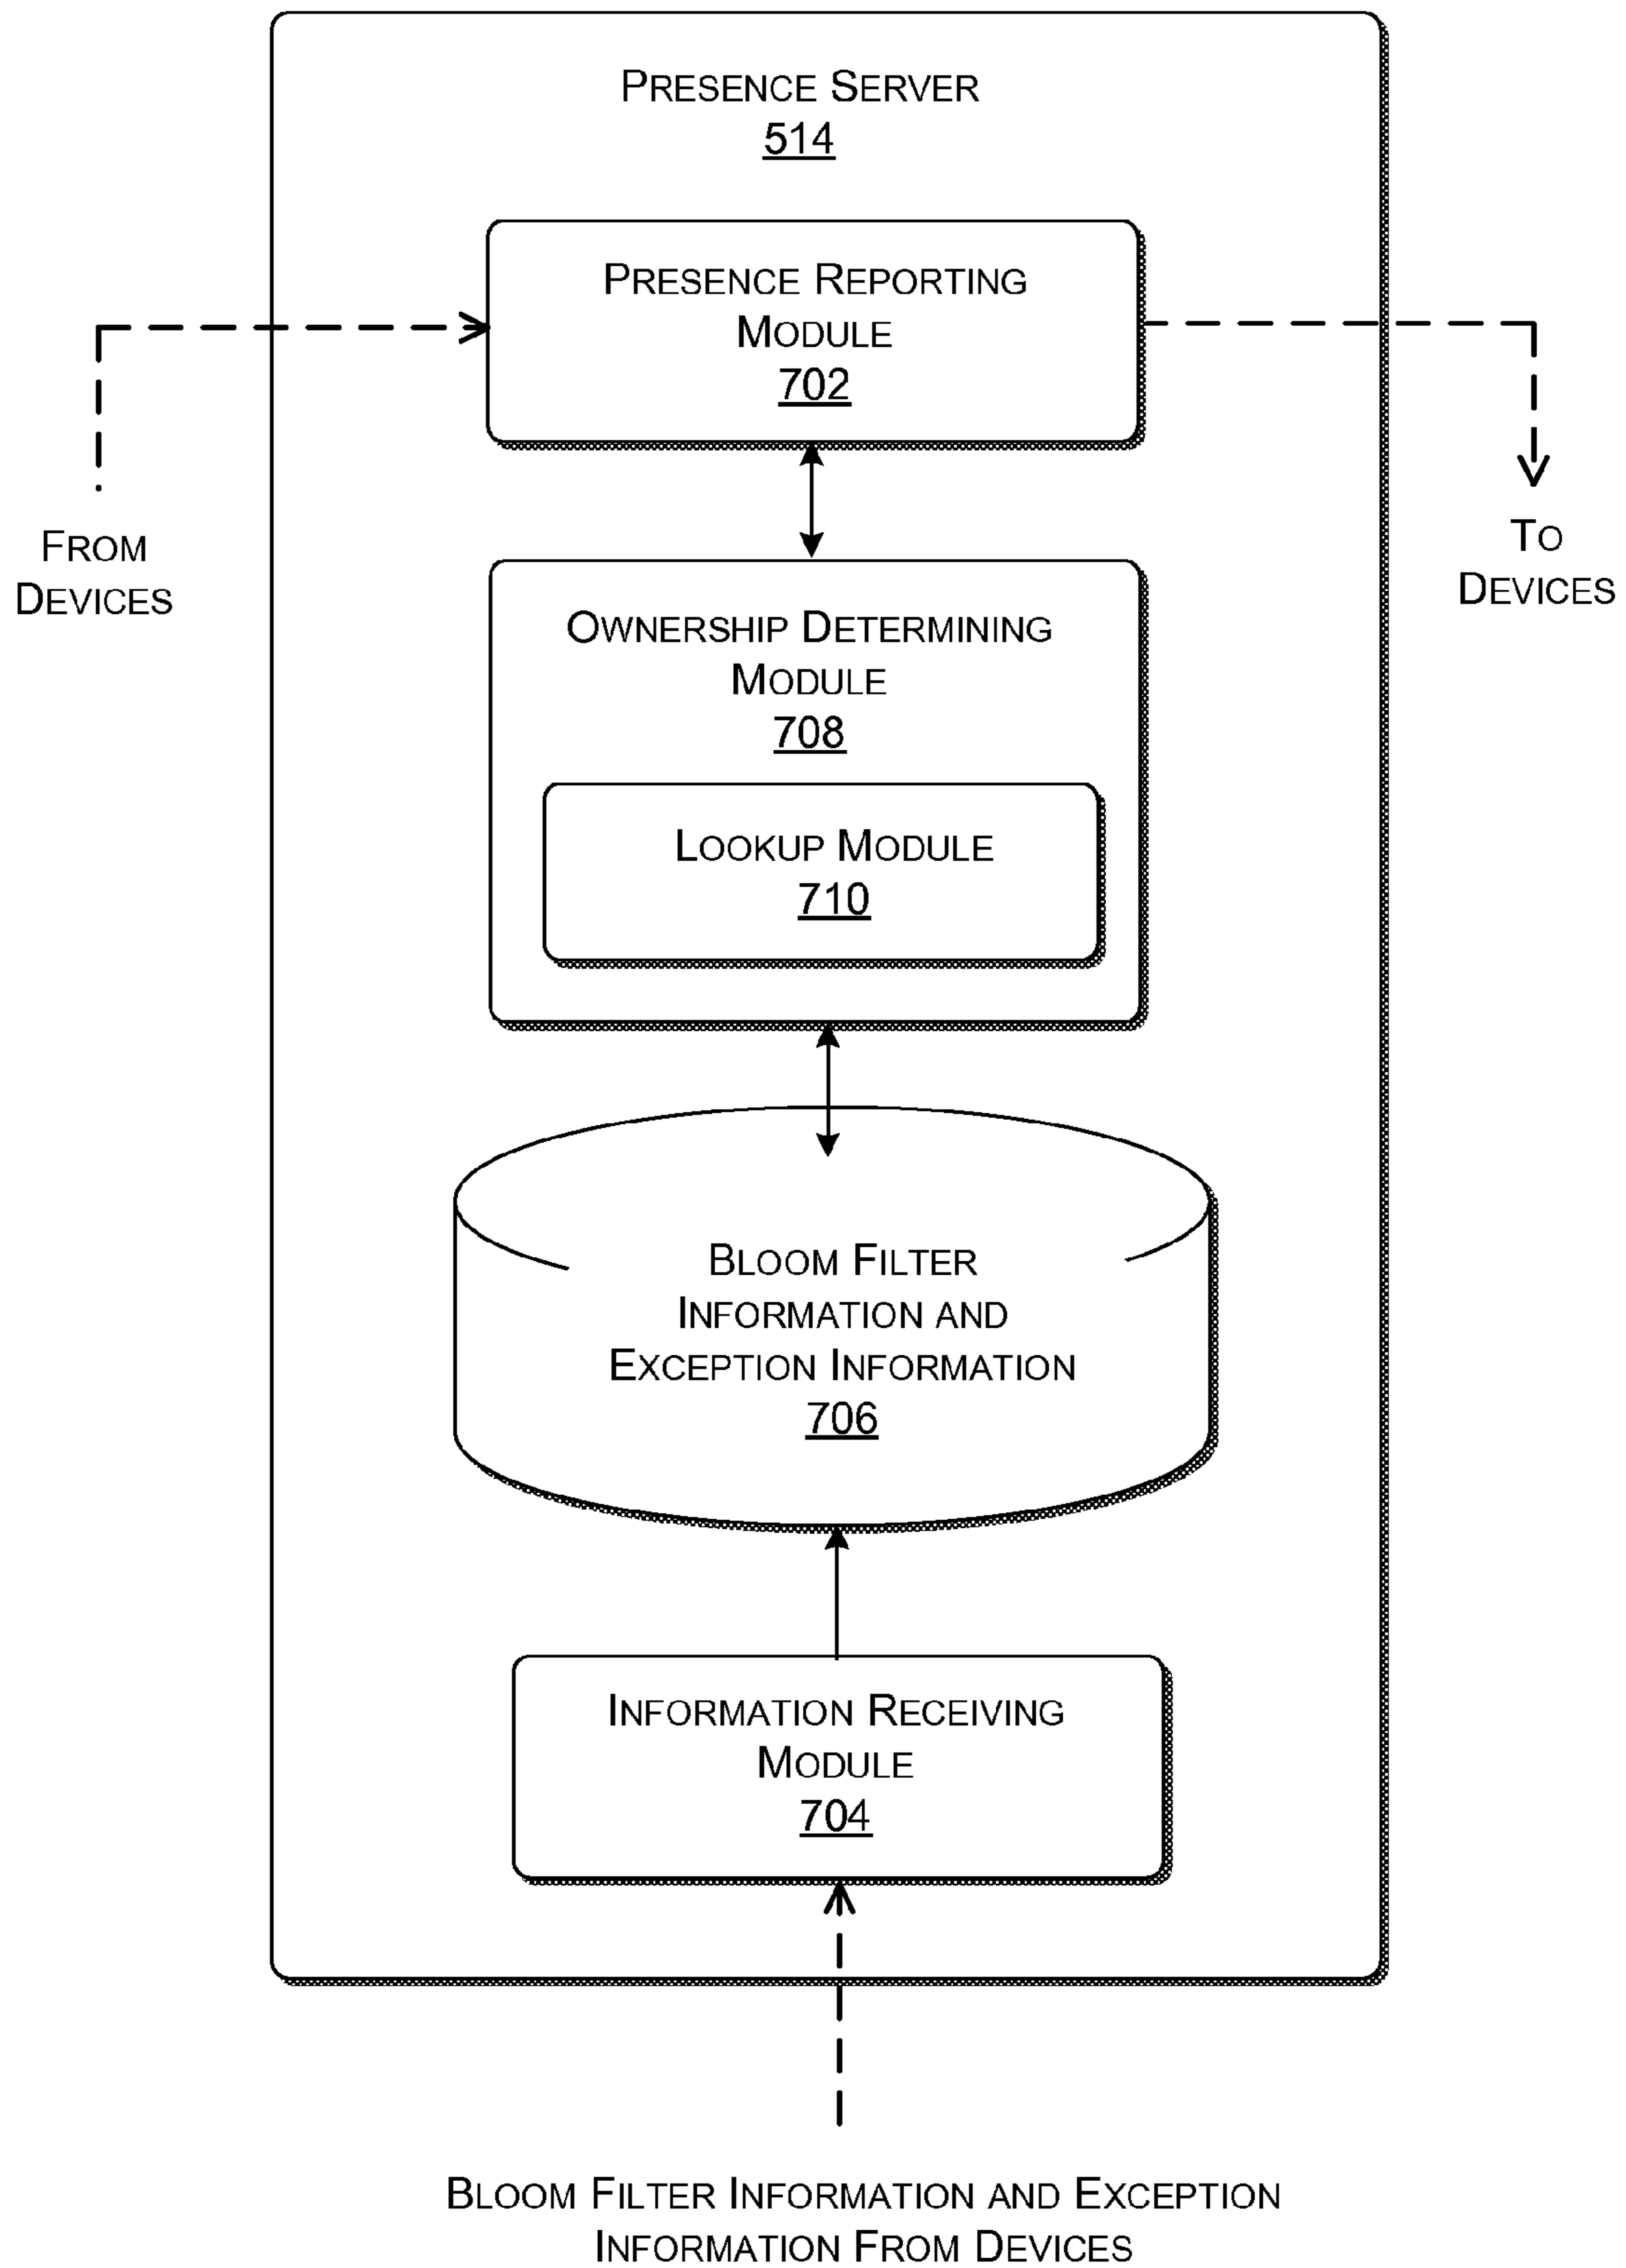 PRESENCE SERVER
514
PRESENCE REPORTING
MODULE
702
FROM
DEVICES
TO
DEVICES
OWNERSHIP DETERMINING
MODULE
708
LOOKUP MODULE
710
BLOOM FILTER
INFORMATION AND
EXCEPTION INFORMATION
706
INFORMATION RECEIVING
MODULE
704
BLOOM FILTER INFORMATION AND EXCEPTION
INFORMATION FROM DEVICES